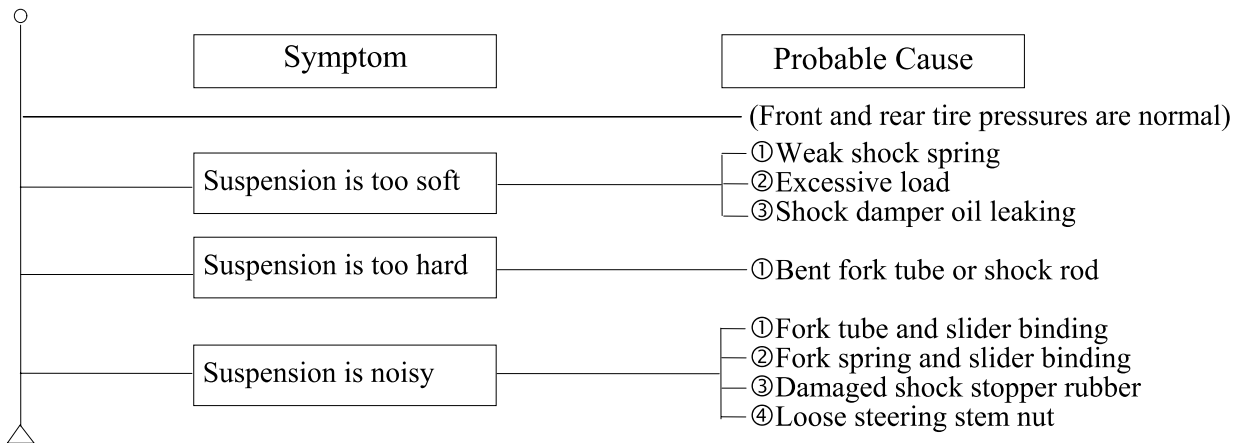 Symptom
Probable Cause
(Front and rear tire pressures are normal)
Suspension is too soft
①Weak shock spring
②Excessive load
③Shock damper oil leaking
Suspension is too hard
①Bent fork tube or shock rod
Suspension is noisy
①Fork tube and slider binding
②Fork spring and slider binding
③Damaged shock stopper rubber
④Loose steering stem nut